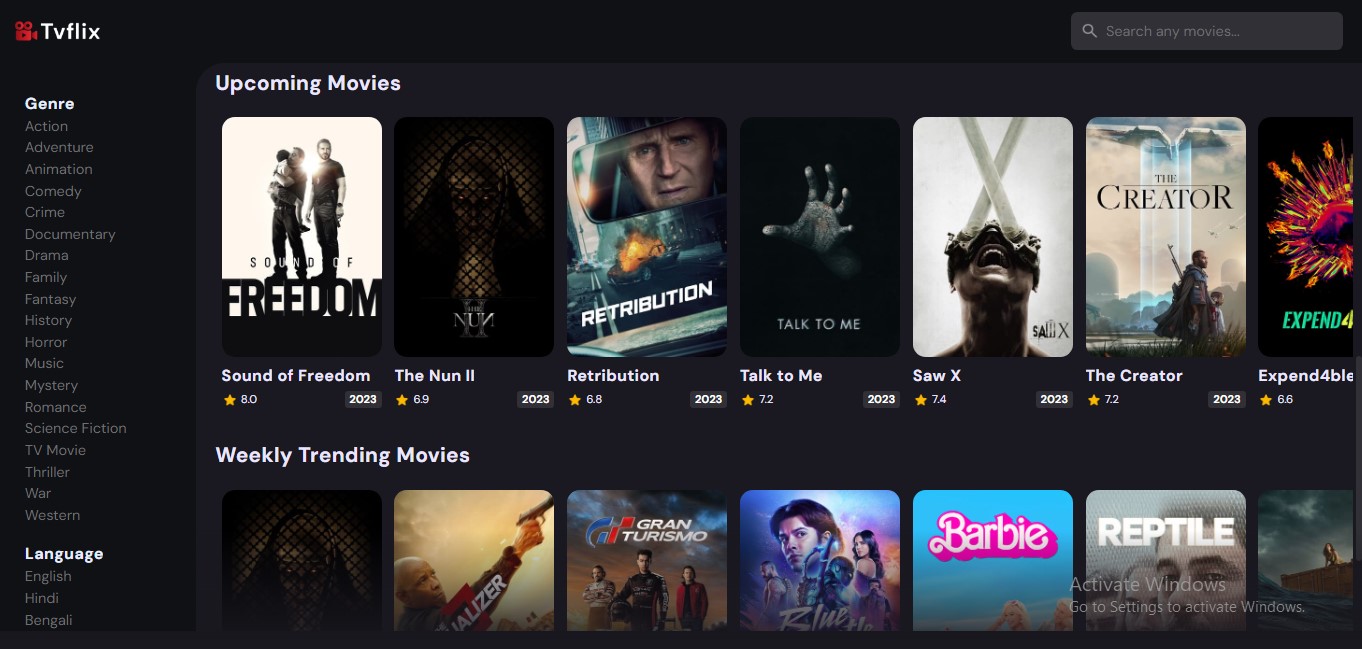 Tvflix
Search any movies...
Genre
Action
Adventure
Animation
Comedy
Crime
Documentary
Drama
Family
Fantasy
History
Horror
Music
Mystery
Romance
Science Fiction
TV Movie
Thriller
War
Western
Language
English
Hindi
Bengali
Upcoming Movies
SOUND OF
FREEDOM
THE
NUN
II
RETRIBUTION
TALK TO ME
SAW X
THE
CREATOR
EXPEND4
Sound of Freedom
The Nun II
Retribution
Talk to Me
Saw X
The Creator
Expend4ble
8.0
2023
6.9
2023
6.8
2023
7.2
2023
7.4
2023
7.2
2023
6.6
Weekly Trending Movies
UALIZER
GRAN
TURISMO
Blue
Barbie
REPTILE
Activate Windows
Go to Settings to activate Windows.